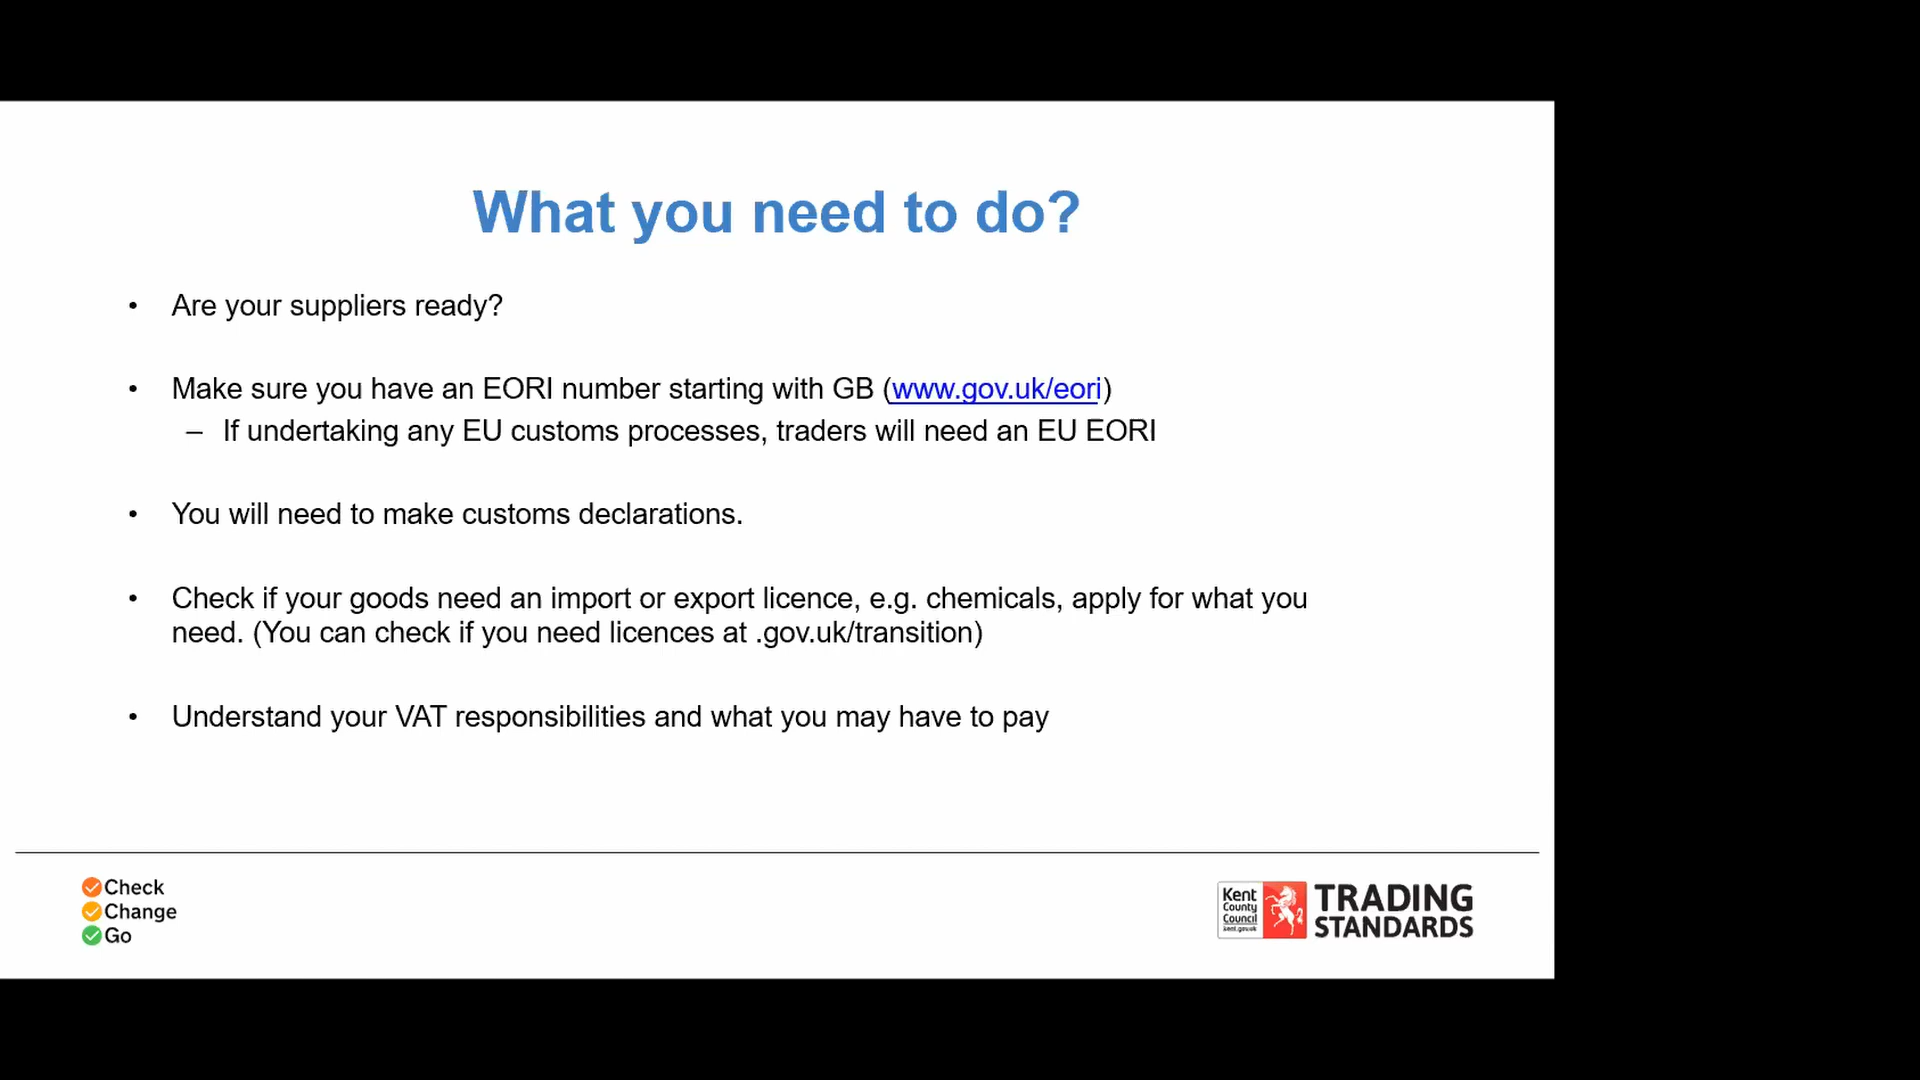 What you need to do?
• Are your suppliers ready?
• Make sure you have an EORI number starting with GB (www.gov.uk/eori)
– If undertaking any EU customs processes, traders will need an EU EORI
• You will need to make customs declarations.
• Check if your goods need an import or export licence, e.g. chemicals, apply for what you
need. (You can check if you need licences at .gov.uk/transition)
• Understand your VAT responsibilities and what you may have to pay
Check
Change
Go
Kent
County
Council
kent.gov.uk
TRADING
STANDARDS